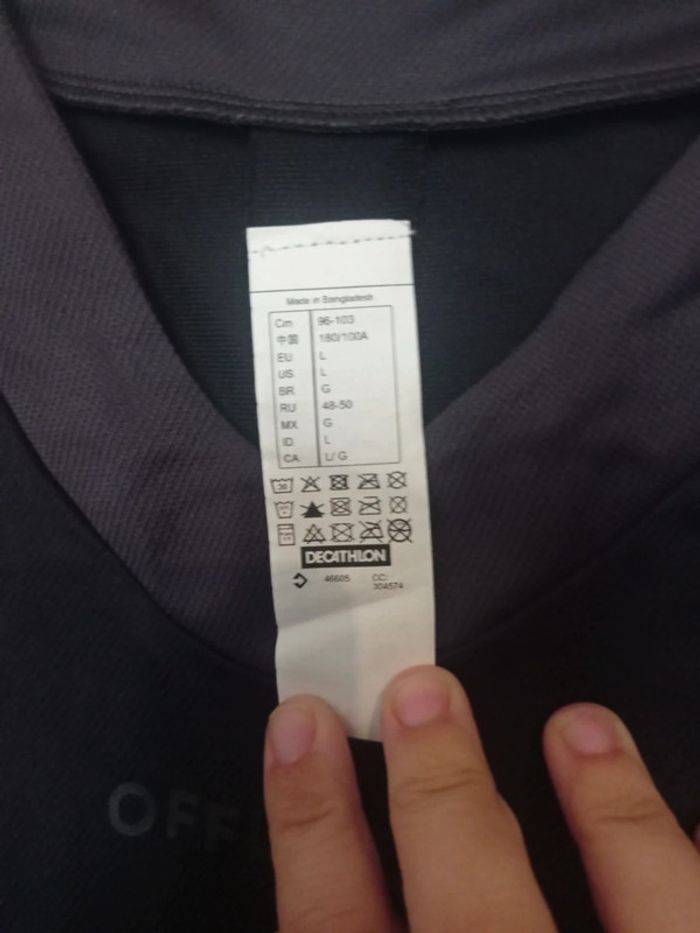 Made in Bangladesh
Cm 96-103
中国 180/100A
EU L
US L
BR G
RU 48-50
MX G
ID L
CA L/G
30
DECATHLON
46605 CC:
304574
OFF